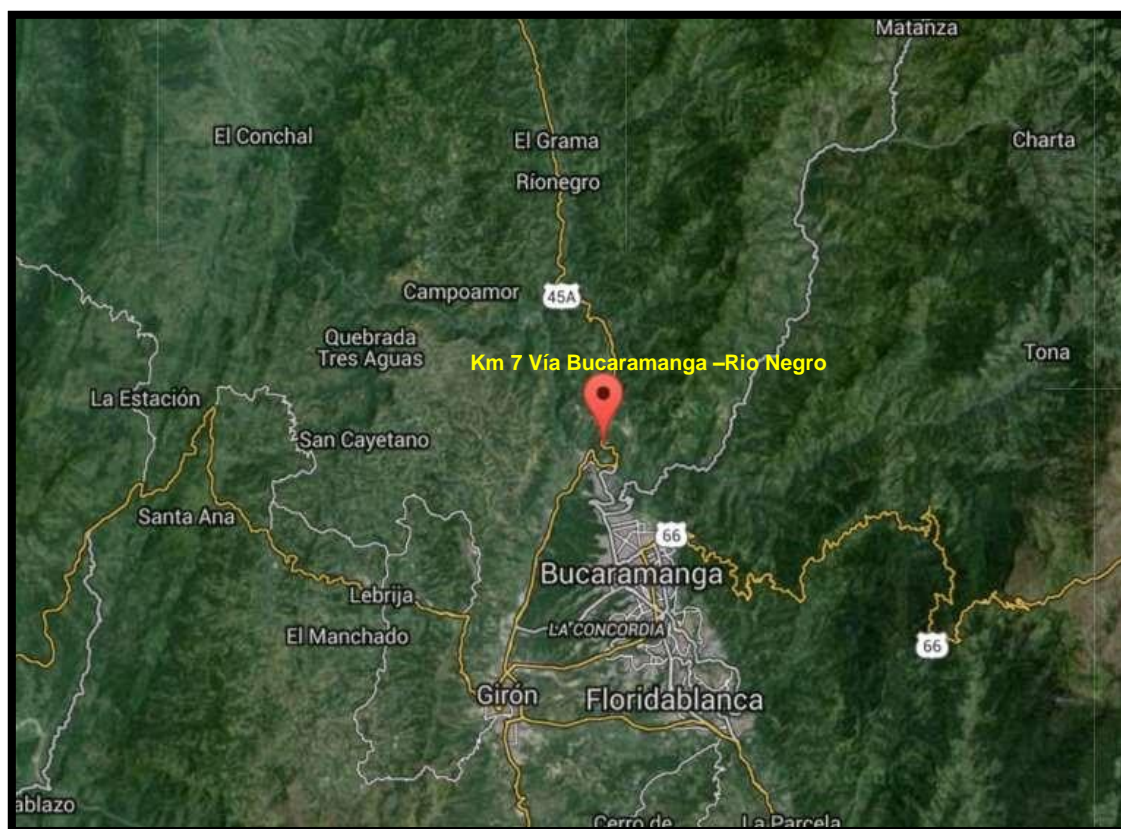 Matanza
El Conchal
El Grama
Charta
Ríonegro
Campoamor
45A
Quebrada
Tres Aguas
Km 7 Vía Bucaramanga –Rio Negro
Tona
La Estación
San Cayetano
Santa Ana
66
Bucaramanga
Lebrija
El Manchado
LA CONCORDIA
66
Girón
Floridablanca
ablazo
Cerro de
La Parcela